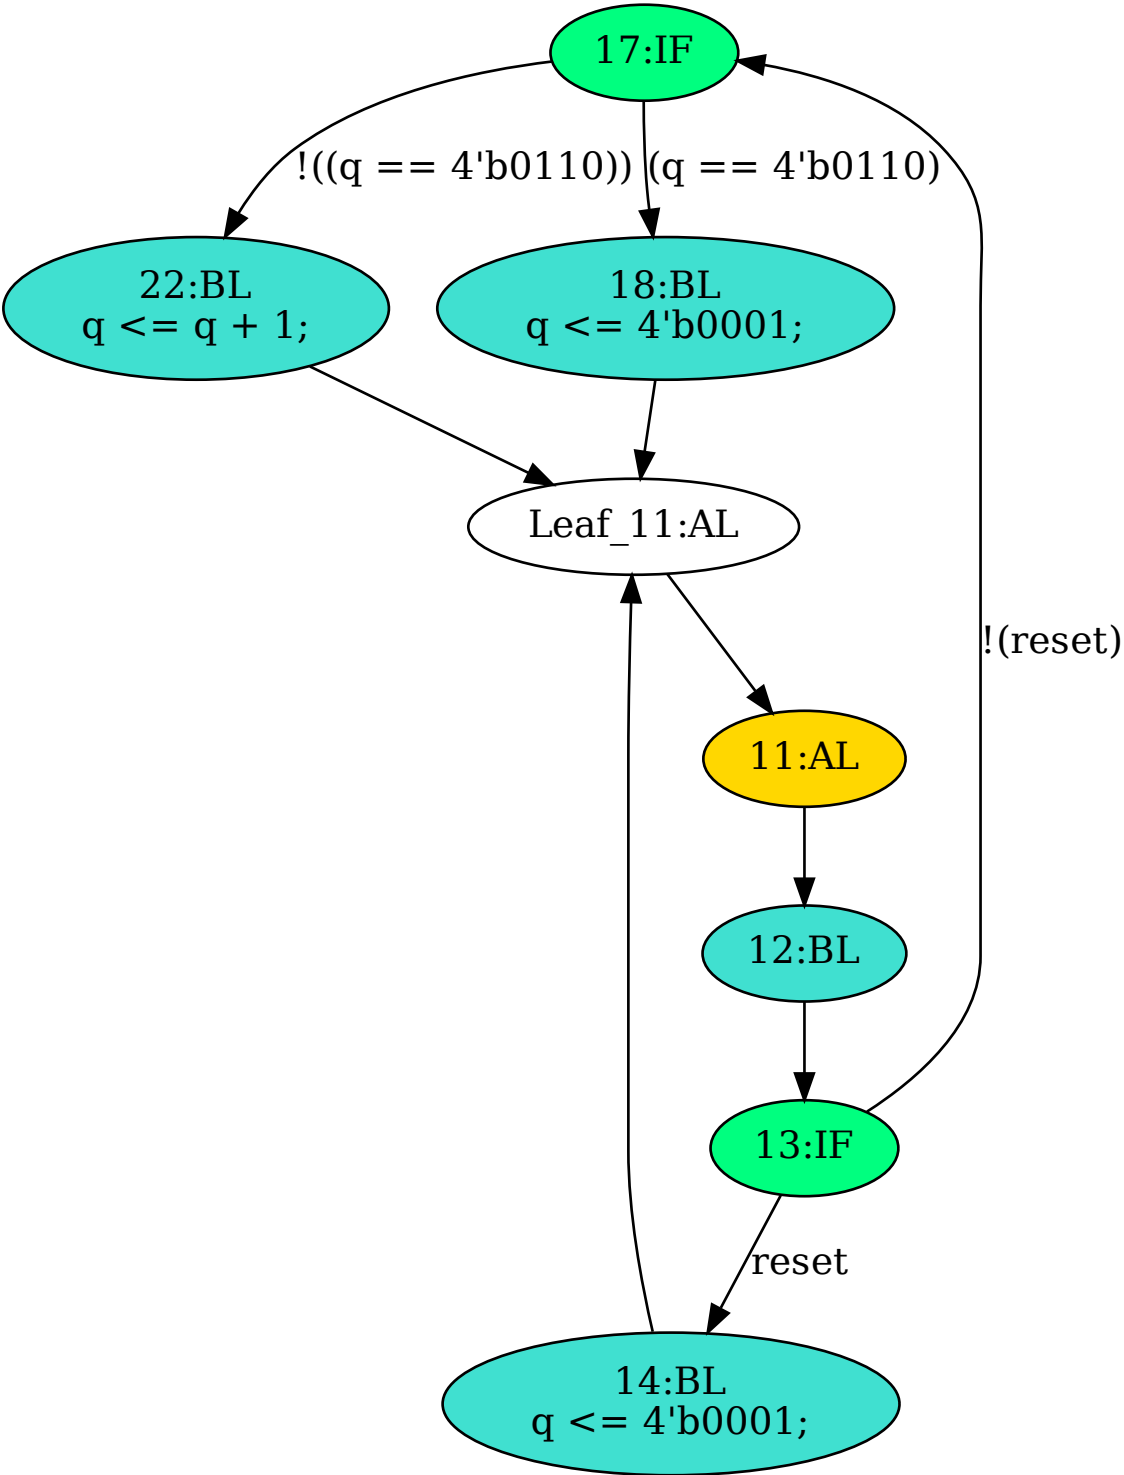 17:IF
!((q == 4'b0110))
(q == 4'b0110)
22:BL
q <= q + 1;
18:BL
q <= 4'b0001;
Leaf_11:AL
!(reset)
11:AL
12:BL
13:IF
reset
14:BL
q <= 4'b0001;